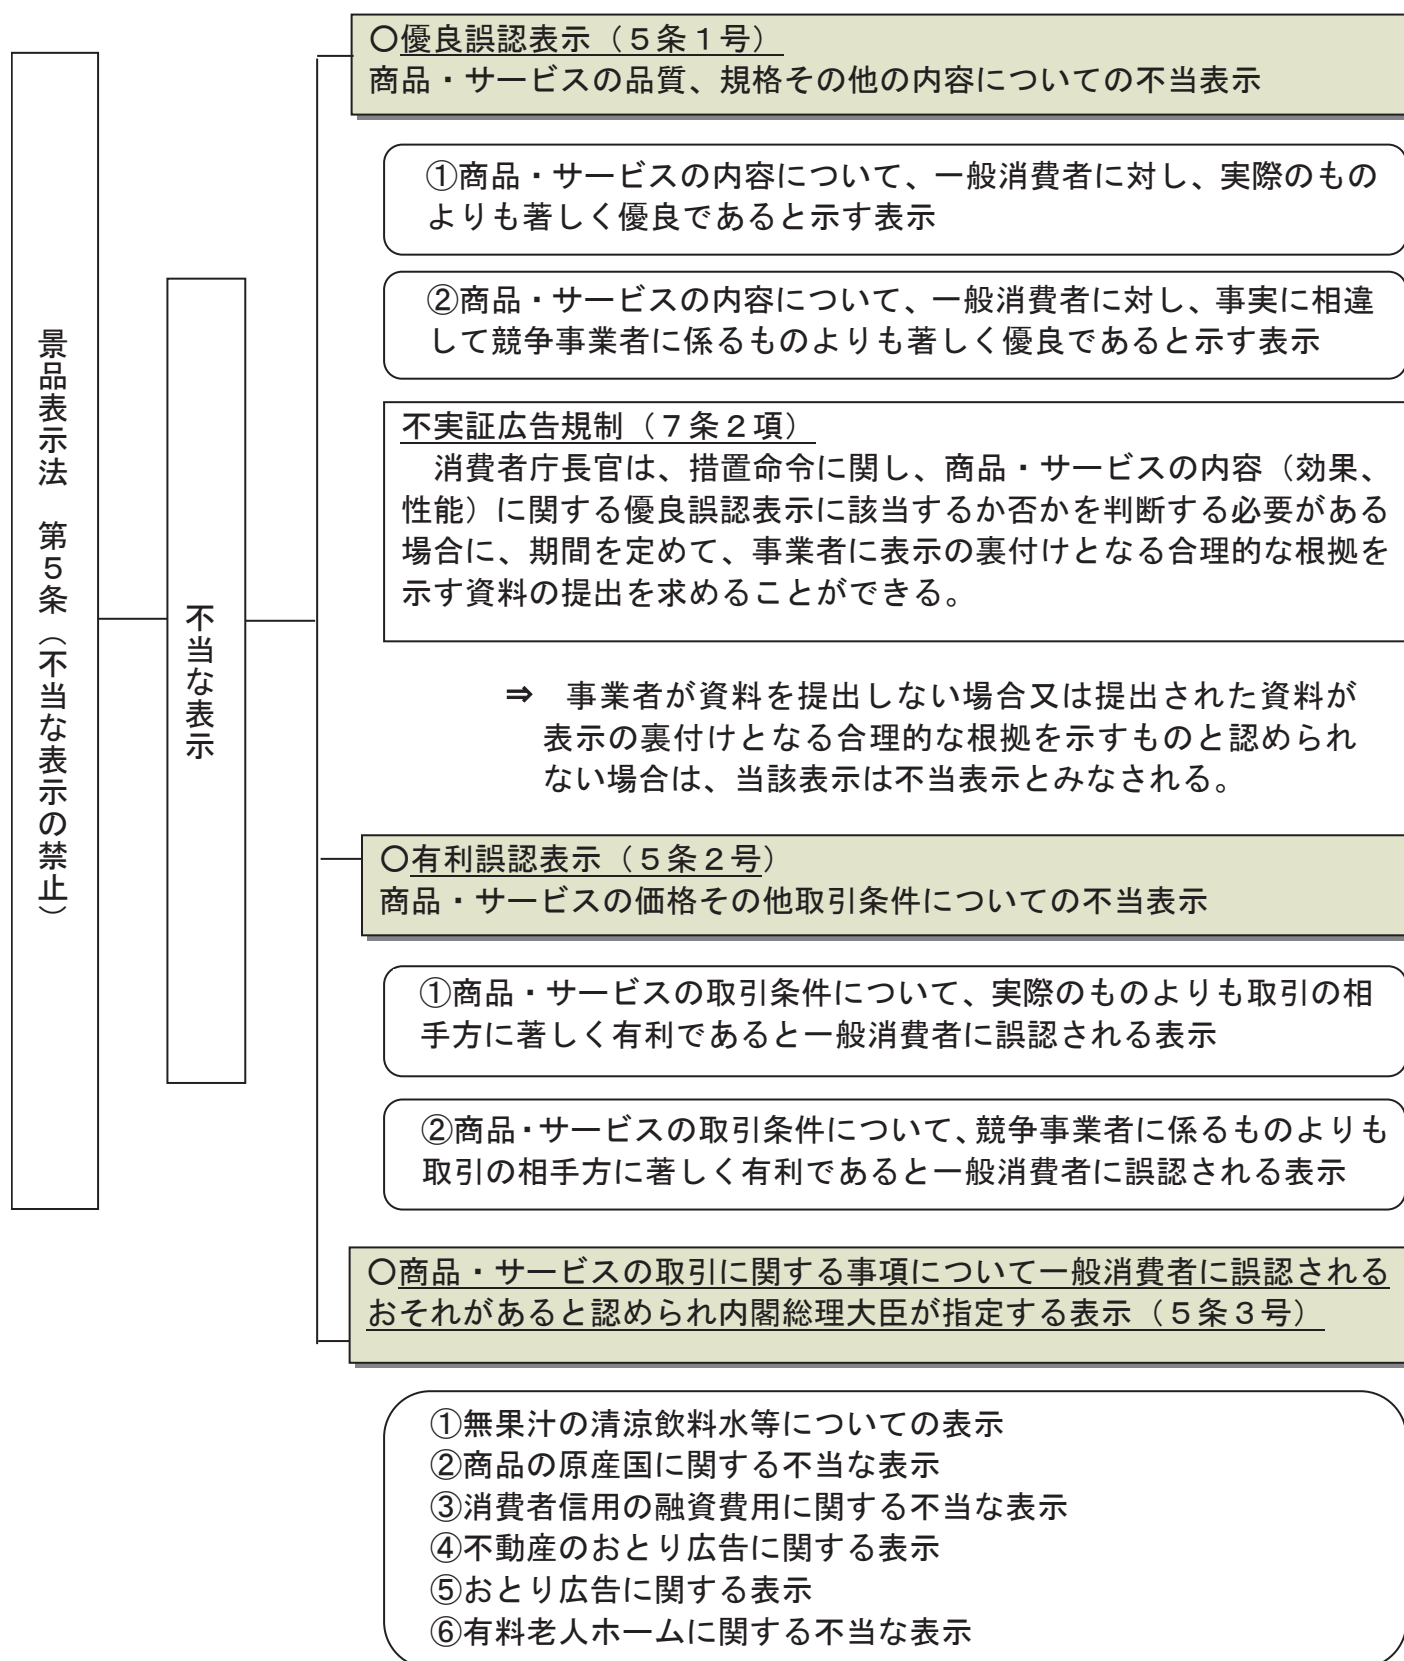 景品表示法　第５条（不当な表示の禁止）
不当な表示
〇優良誤認表示（５条１号）
商品・サービスの品質、規格その他の内容についての不当表示
①商品・サービスの内容について、一般消費者に対し、実際のもの
よりも著しく優良であると示す表示
②商品・サービスの内容について、一般消費者に対し、事実に相違
して競争事業者に係るものよりも著しく優良であると示す表示
不実証広告規制（７条２項）
　消費者庁長官は、措置命令に関し、商品・サービスの内容（効果、
性能）に関する優良誤認表示に該当するか否かを判断する必要がある
場合に、期間を定めて、事業者に表示の裏付けとなる合理的な根拠を
示す資料の提出を求めることができる。
⇒　事業者が資料を提出しない場合又は提出された資料が
表示の裏付けとなる合理的な根拠を示すものと認められ
ない場合は、当該表示は不当表示とみなされる。
〇有利誤認表示（５条２号）
商品・サービスの価格その他取引条件についての不当表示
①商品・サービスの取引条件について、実際のものよりも取引の相
手方に著しく有利であると一般消費者に誤認される表示
②商品・サービスの取引条件について、競争事業者に係るものよりも
取引の相手方に著しく有利であると一般消費者に誤認される表示
〇商品・サービスの取引に関する事項について一般消費者に誤認される
おそれがあると認められ内閣総理大臣が指定する表示（５条３号）
①無果汁の清涼飲料水等についての表示
②商品の原産国に関する不当な表示
③消費者信用の融資費用に関する不当な表示
④不動産のおとり広告に関する表示
⑤おとり広告に関する表示
⑥有料老人ホームに関する不当な表示